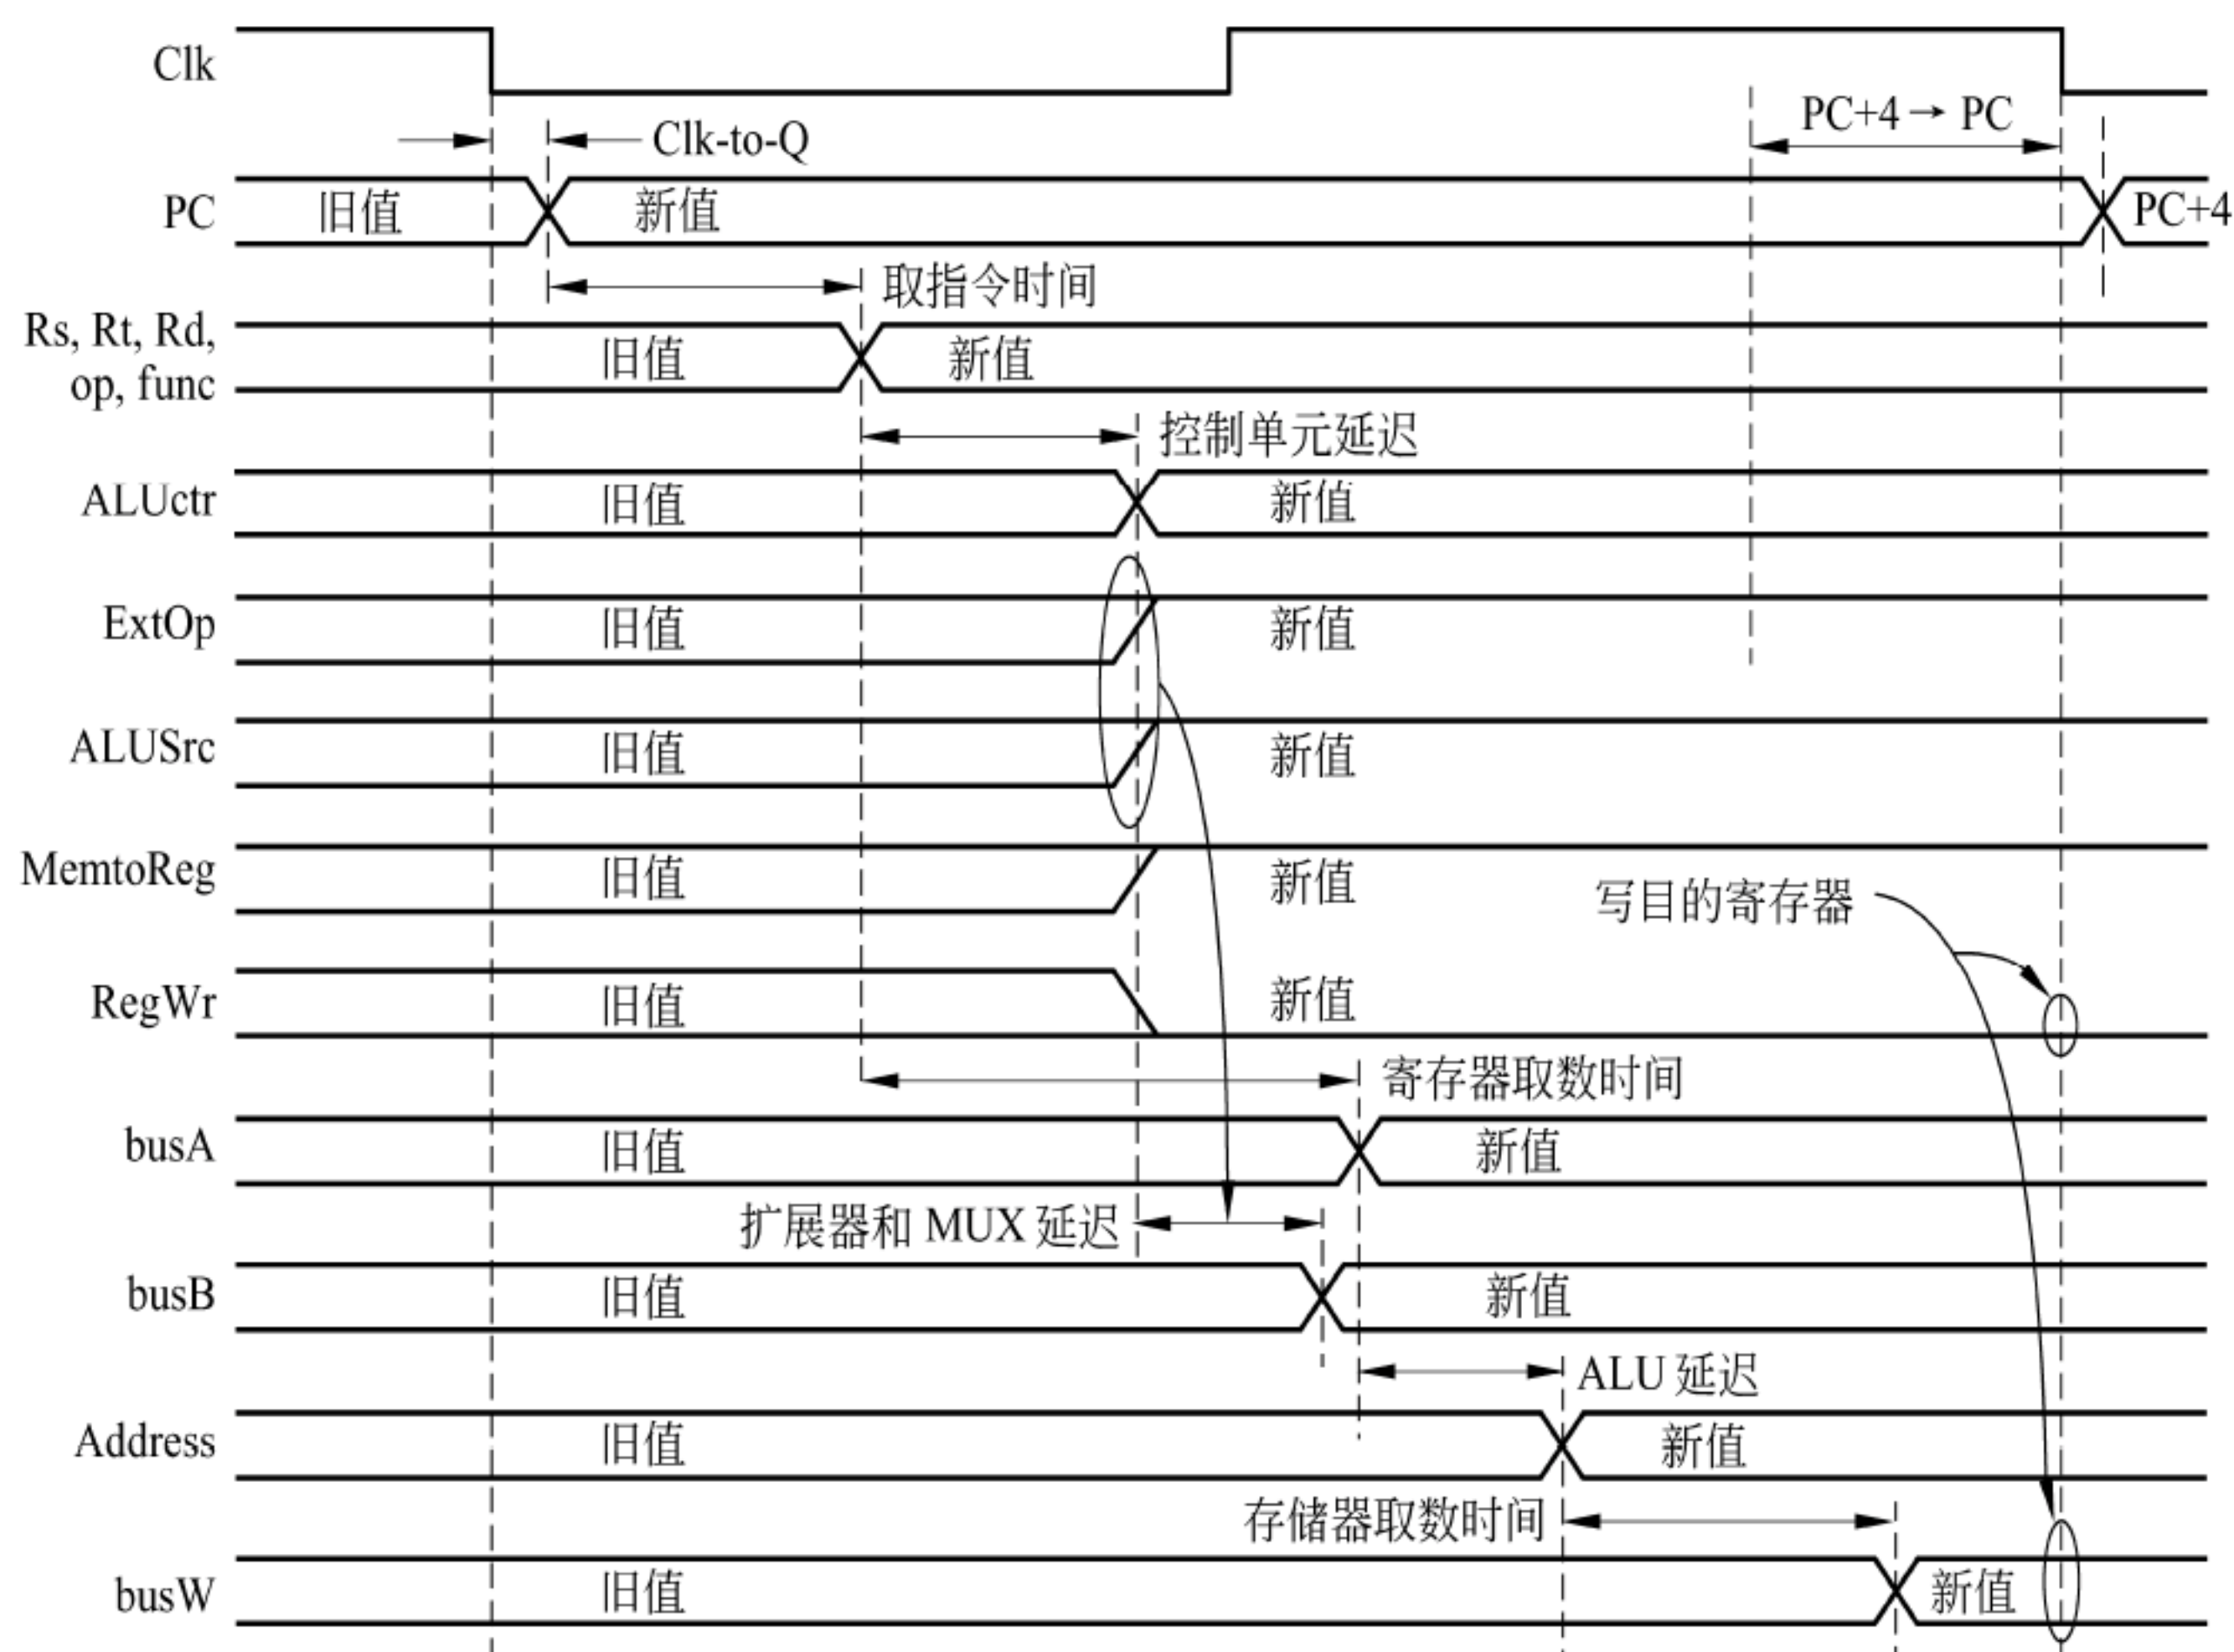 Clk
PC+4 → PC
Clk-to-Q
PC 旧值 新值 PC+4
取指令时间
Rs, Rt, Rd,
op, func 旧值 新值
控制单元延迟
ALUctr 旧值 新值
ExtOp 旧值 新值
ALUSrc 旧值 新值
MemtoReg 旧值 新值
写目的寄存器
RegWr 旧值 新值
寄存器取数时间
busA 旧值 新值
扩展器和 MUX 延迟
busB 旧值 新值
ALU 延迟
Address 旧值 新值
存储器取数时间
busW 旧值 新值